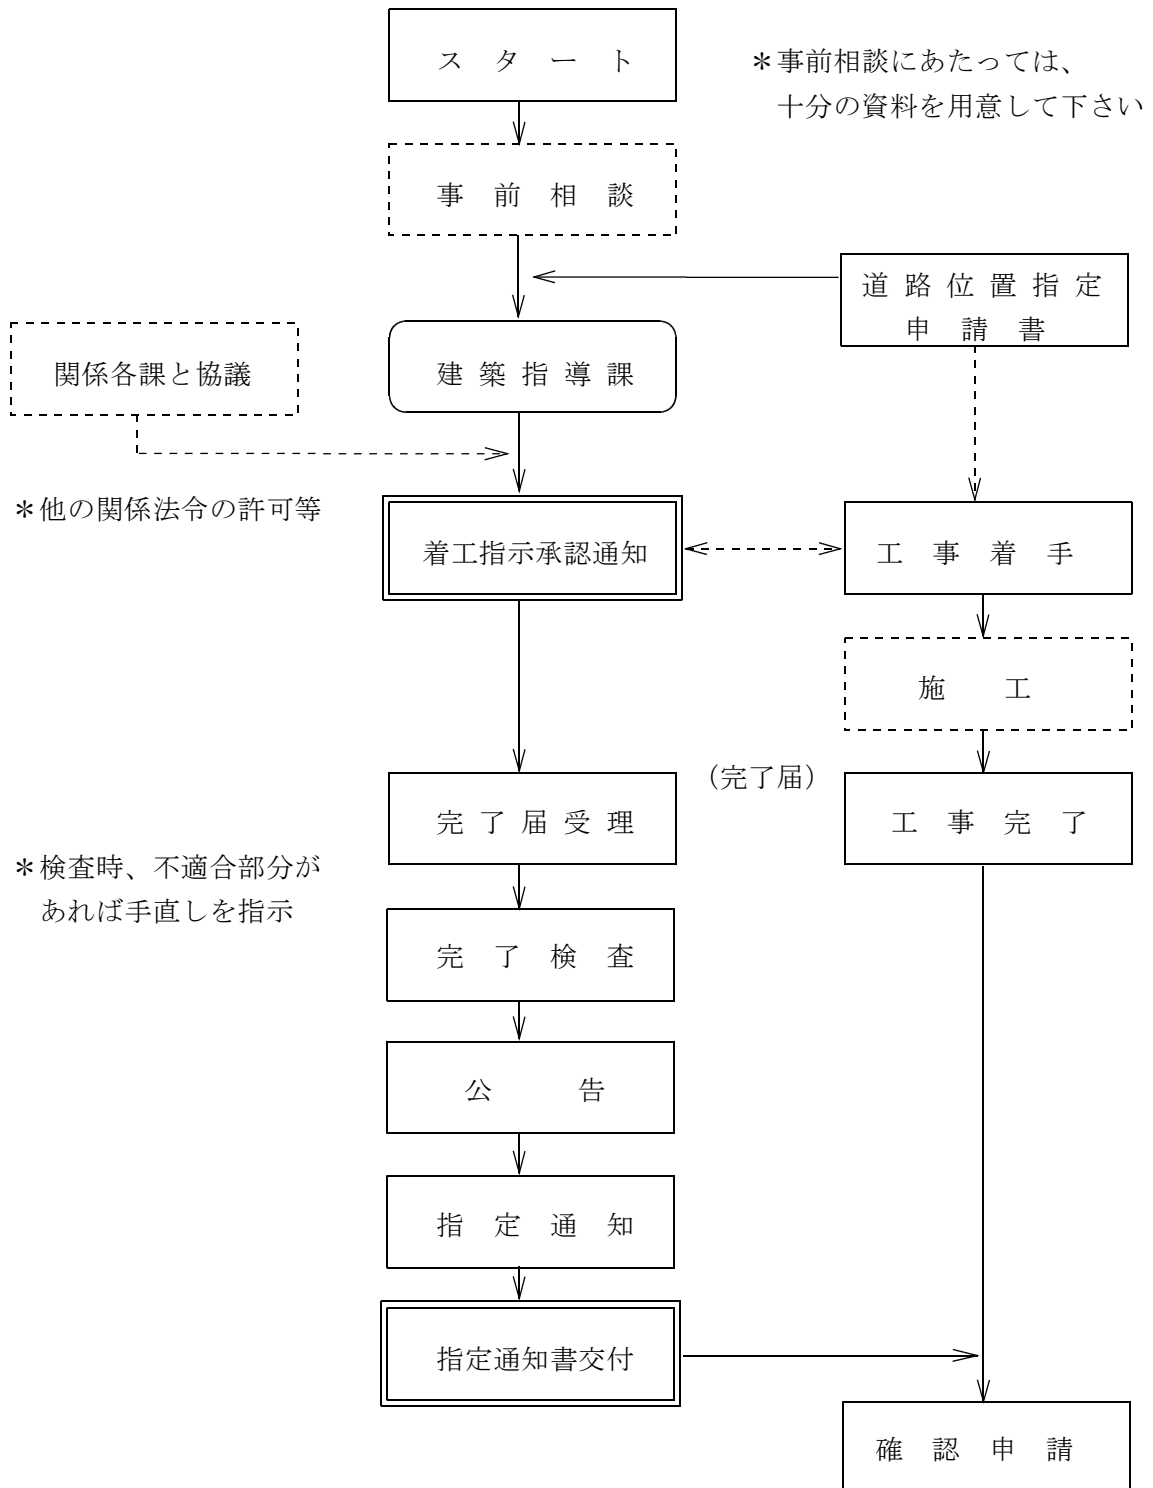 スタート
＊事前相談にあたっては、
十分の資料を用意して下さい
事前相談
道路位置指定
申請書
関係各課と協議
建築指導課
＊他の関係法令の許可等
着工指示承認通知
工事着手
施工
（完了届）
完了届受理
工事完了
＊検査時、不適合部分が
あれば手直しを指示
完了検査
公告
指定通知
指定通知書交付
確認申請